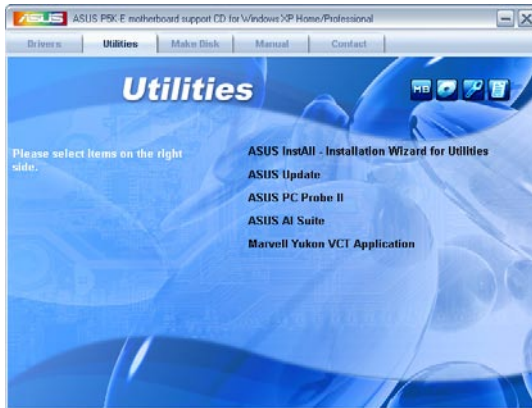 ASUS ASUS P5K-E motherboard support CD for Windows XP Home/Professional
Drivers Utilities Make Disk Manual Contact
Utilities
MB
Please select items on the right
side.
ASUS InstAll - Installation Wizard for Utilities
ASUS Update
ASUS PC Probe II
ASUS AI Suite
Marvell Yukon VCT Application